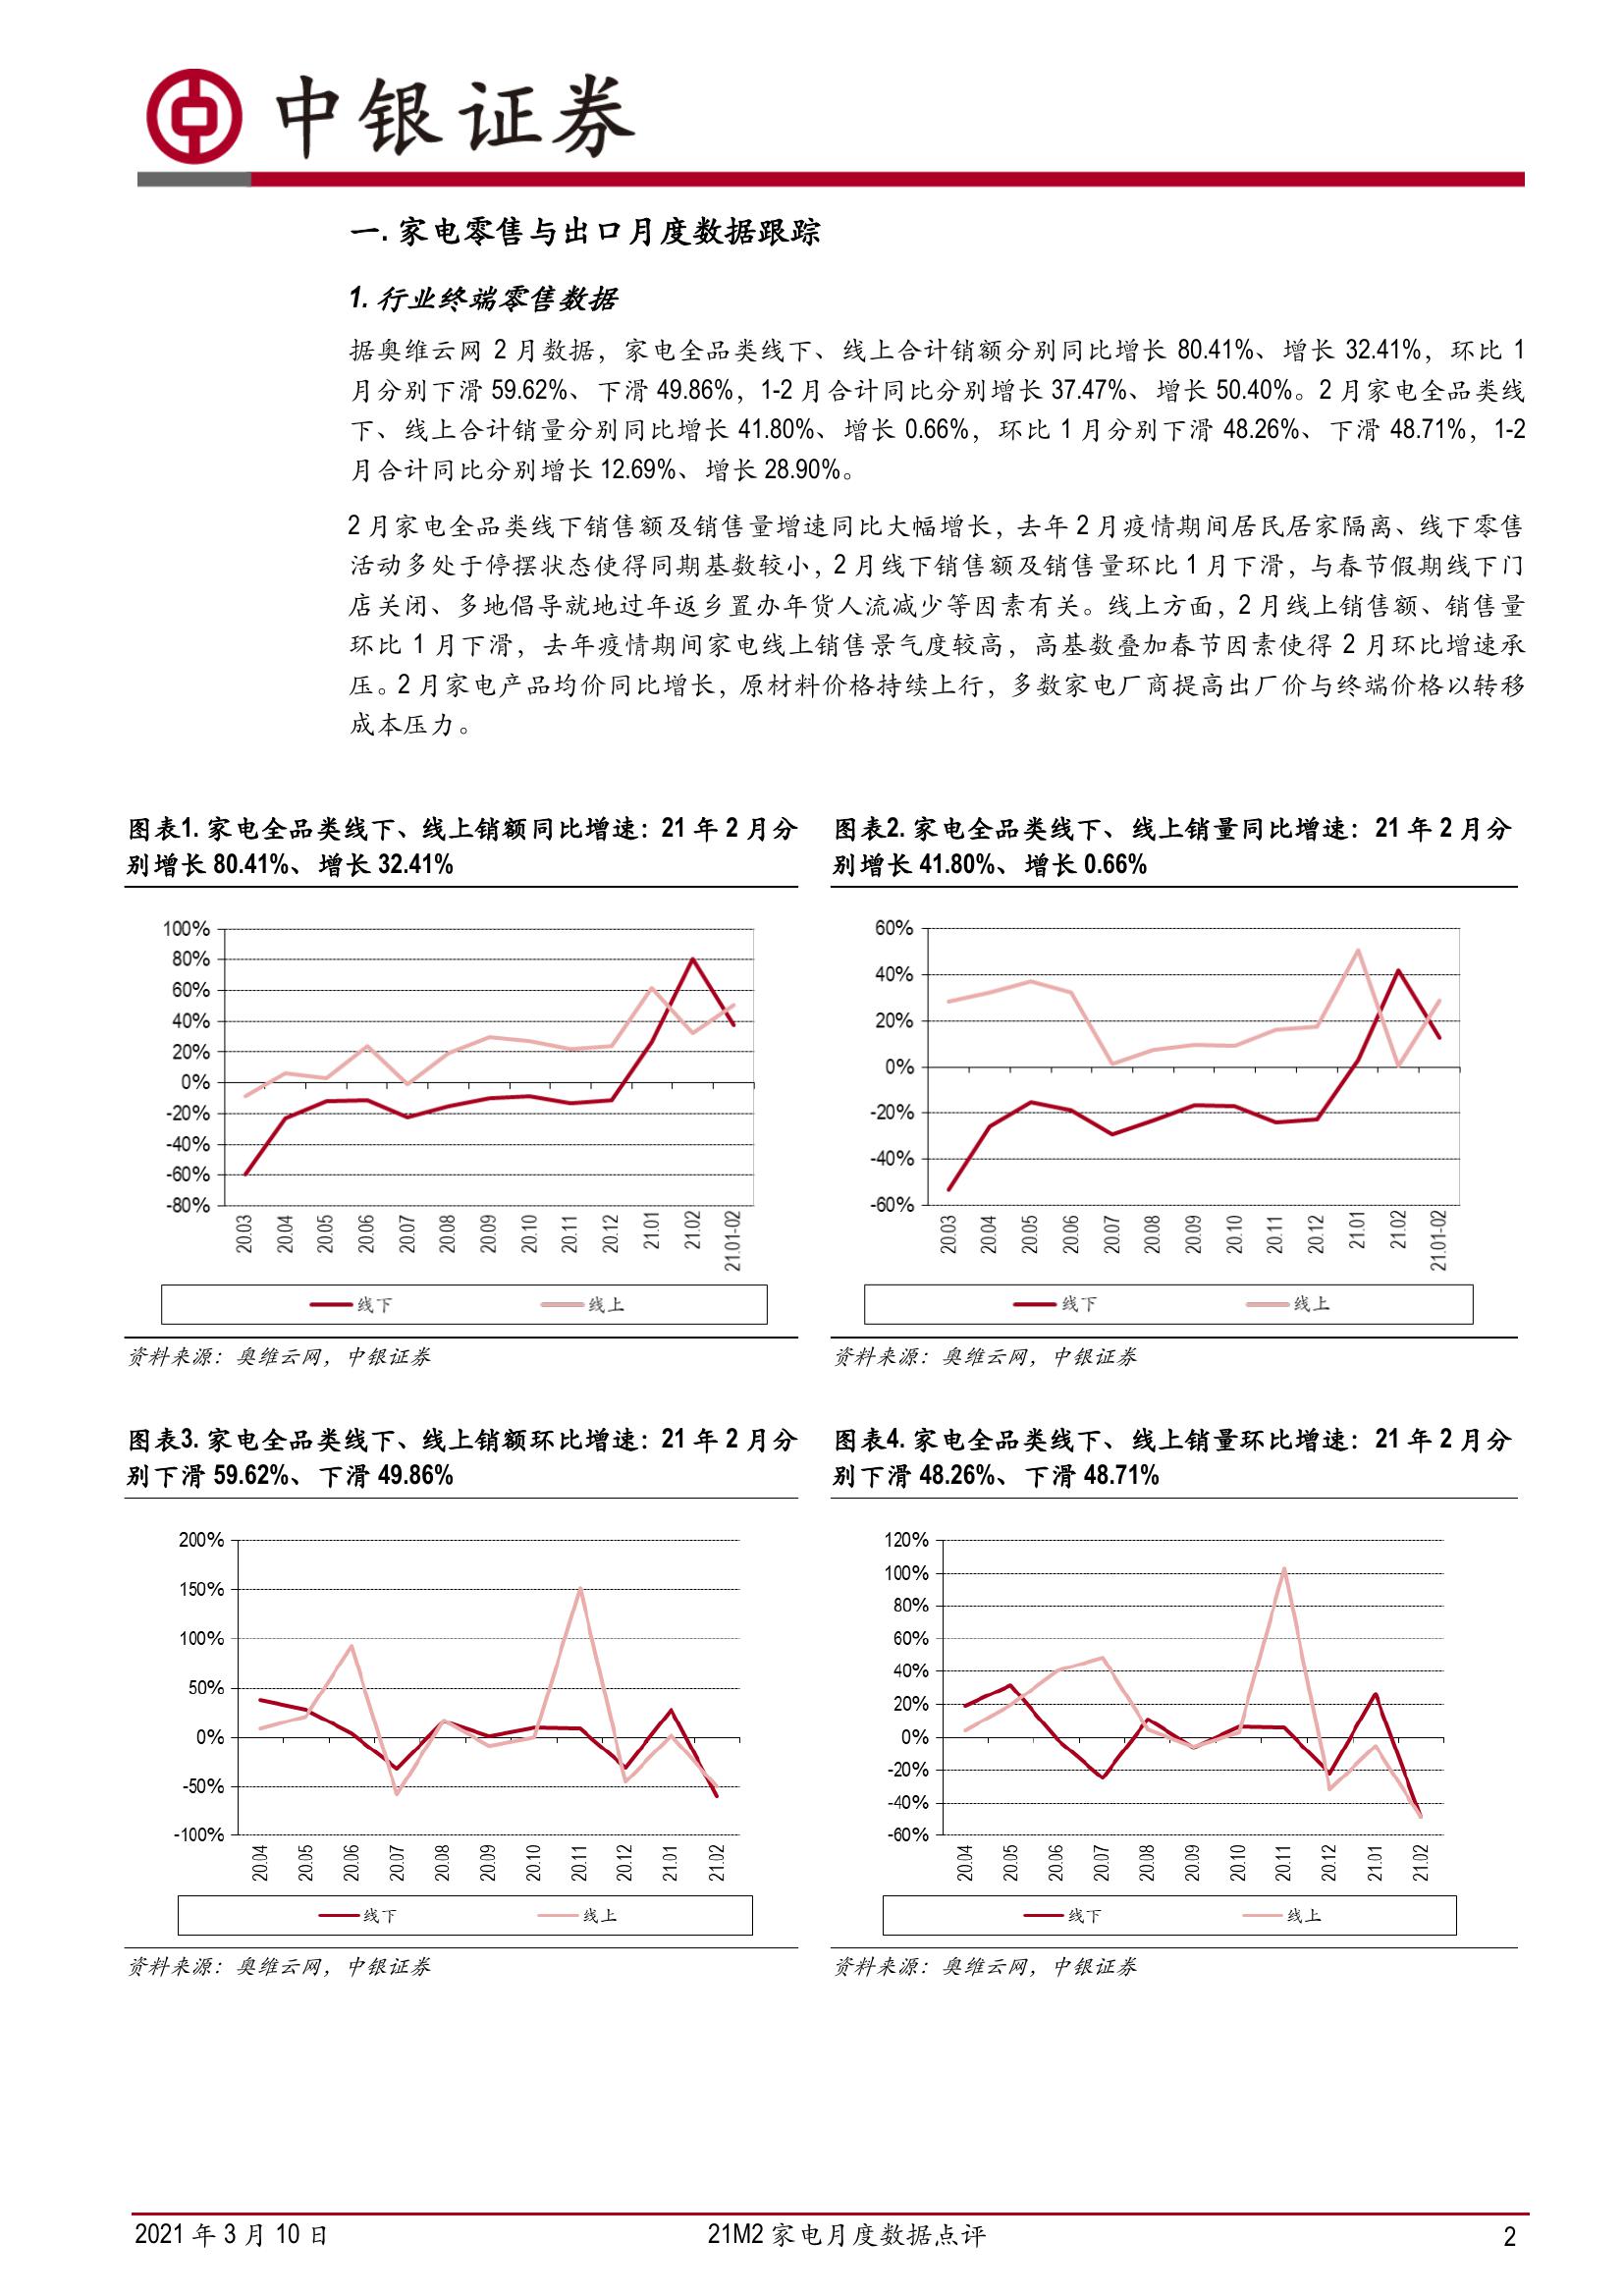 中银证券
一. 家电零售与出口月度数据跟踪
1. 行业终端零售数据
据奥维云网 2 月数据，家电全品类线下、线上合计销额分别同比增长 80.41%、增长 32.41%，环比 1
月分别下滑 59.62%、下滑 49.86%，1-2 月合计同比分别增长 37.47%、增长 50.40%。2 月家电全品类线
下、线上合计销量分别同比增长 41.80%、增长 0.66%，环比 1 月分别下滑 48.26%、下滑 48.71%，1-2
月合计同比分别增长 12.69%、增长 28.90%。
2 月家电全品类线下销售额及销售量增速同比大幅增长，去年 2 月疫情期间居民居家隔离、线下零售
活动多处于停摆状态使得同期基数较小，2 月线下销售额及销售量环比 1 月下滑，与春节假期线下门
店关闭、多地倡导就地过年返乡置办年货人流减少等因素有关。线上方面，2 月线上销售额、销售量
环比 1 月下滑，去年疫情期间家电线上销售景气度较高，高基数叠加春节因素使得 2 月环比增速承
压。2 月家电产品均价同比增长，原材料价格持续上行，多数家电厂商提高出厂价与终端价格以转移
成本压力。
图表1. 家电全品类线下、线上销额同比增速：21 年 2 月分
别增长 80.41%、增长 32.41%
100%
80%
60%
40%
20%
0%
-20%
-40%
-60%
-80%
20.03
20.04
20.05
20.06
20.07
20.08
20.09
20.10
20.11
20.12
21.01
21.02
21.01-02
线下
线上
资料来源：奥维云网，中银证券
图表2. 家电全品类线下、线上销量同比增速：21 年 2 月分
别增长 41.80%、增长 0.66%
60%
40%
20%
0%
-20%
-40%
-60%
20.03
20.04
20.05
20.06
20.07
20.08
20.09
20.10
20.11
20.12
21.01
21.02
21.01-02
线下
线上
资料来源：奥维云网，中银证券
图表3. 家电全品类线下、线上销额环比增速：21 年 2 月分
别下滑 59.62%、下滑 49.86%
200%
150%
100%
50%
0%
-50%
-100%
20.04
20.05
20.06
20.07
20.08
20.09
20.10
20.11
20.12
21.01
21.02
线下
线上
资料来源：奥维云网，中银证券
图表4. 家电全品类线下、线上销量环比增速：21 年 2 月分
别下滑 48.26%、下滑 48.71%
120%
100%
80%
60%
40%
20%
0%
-20%
-40%
-60%
20.04
20.05
20.06
20.07
20.08
20.09
20.10
20.11
20.12
21.01
21.02
线下
线上
资料来源：奥维云网，中银证券
2021 年 3 月 10 日
21M2 家电月度数据点评
2